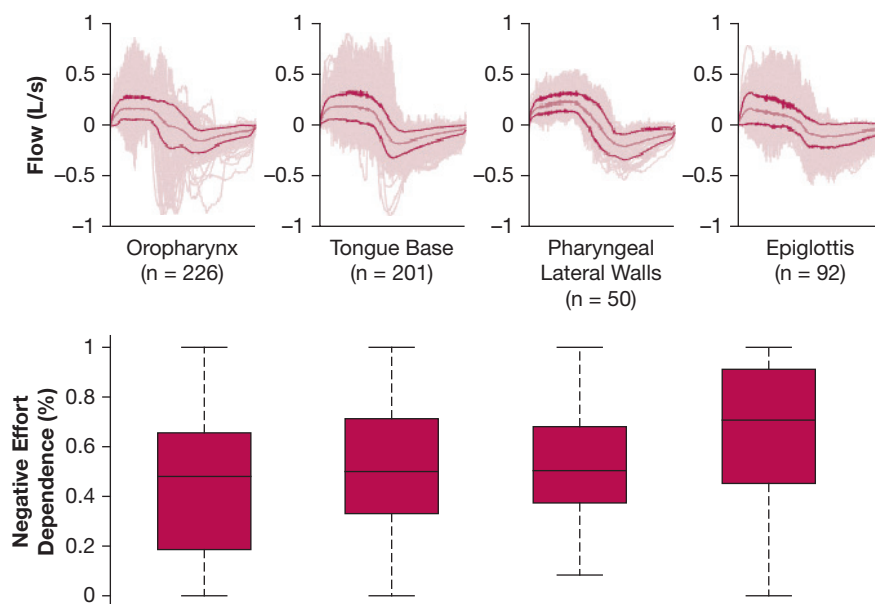 Flow (L/s)
1
0.5
0
–0.5
–1
Oropharynx
(n = 226)
1
0.5
0
–0.5
–1
Tongue Base
(n = 201)
1
0.5
0
–0.5
–1
Pharyngeal
Lateral Walls
(n = 50)
1
0.5
0
–0.5
–1
Epiglottis
(n = 92)
Negative Effort
Dependence (%)
1
0.8
0.6
0.4
0.2
0